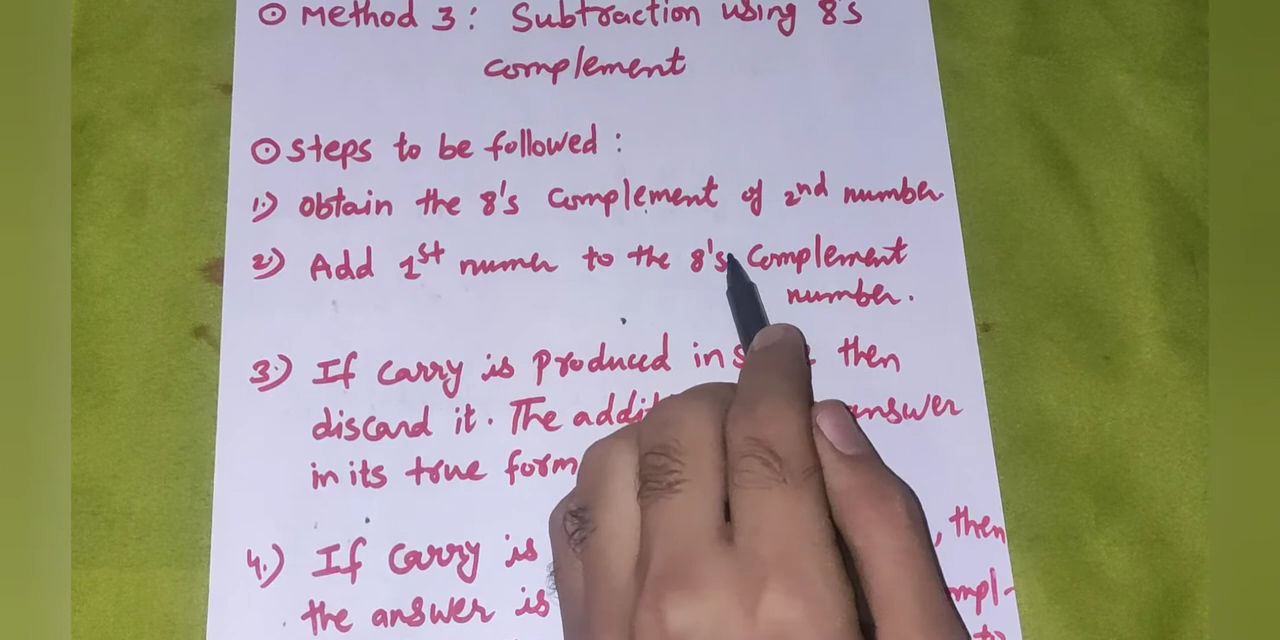 ⊙ Method 3: Subtraction using 8's
complement
⊙ Steps to be followed :
1.) Obtain the 8's Complement of 2nd number
2.) Add 1st numer to the 8's Complement
number.
3.) If Carry is Produced in then
discard it. The answer
in its true form
4.) If Carry is , then
the answer is